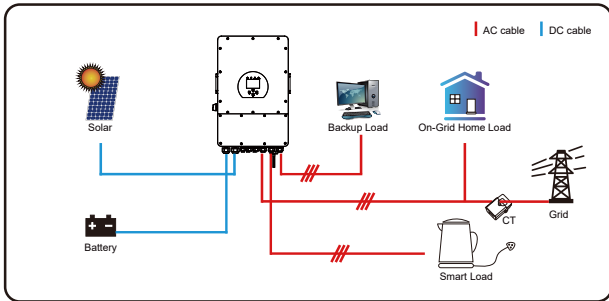 AC cable
DC cable
Solar
Backup Load
On-Grid Home Load
CT
Grid
Battery
Smart Load